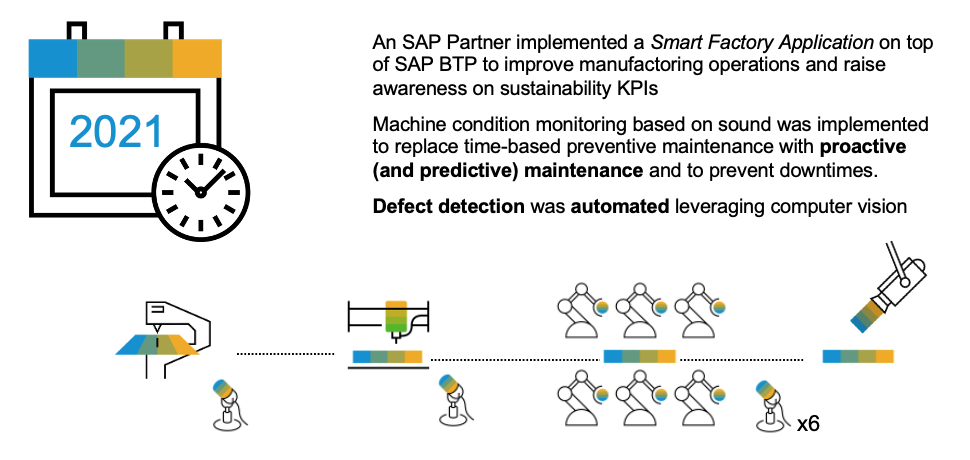 2021
An SAP Partner implemented a Smart Factory Application on top
of SAP BTP to improve manufactoring operations and raise
awareness on sustainability KPIs
Machine condition monitoring based on sound was implemented
to replace time-based preventive maintenance with proactive
(and predictive) maintenance and to prevent downtimes.
Defect detection was automated leveraging computer vision
x6